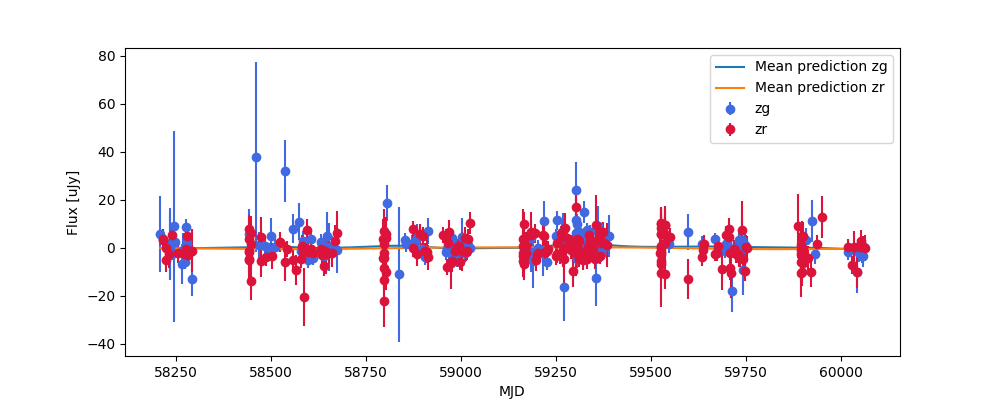 80
60
40
20
0
−20
−40
Flux [uJy]
58250
58500
58750
59000
59250
59500
59750
60000
MJD
Mean prediction zg
Mean prediction zr
zg
zr